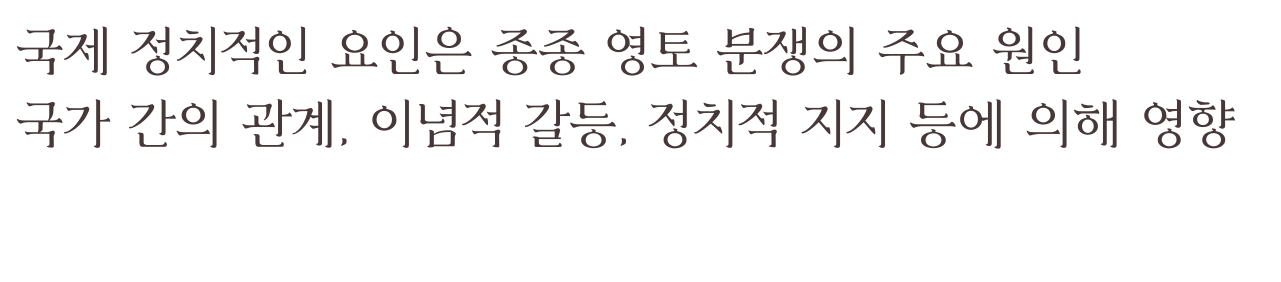 국제 정치적인 요인은 종종 영토 분쟁의 주요 원인
국가 간의 관계, 이념적 갈등, 정치적 지지 등에 의해 영향